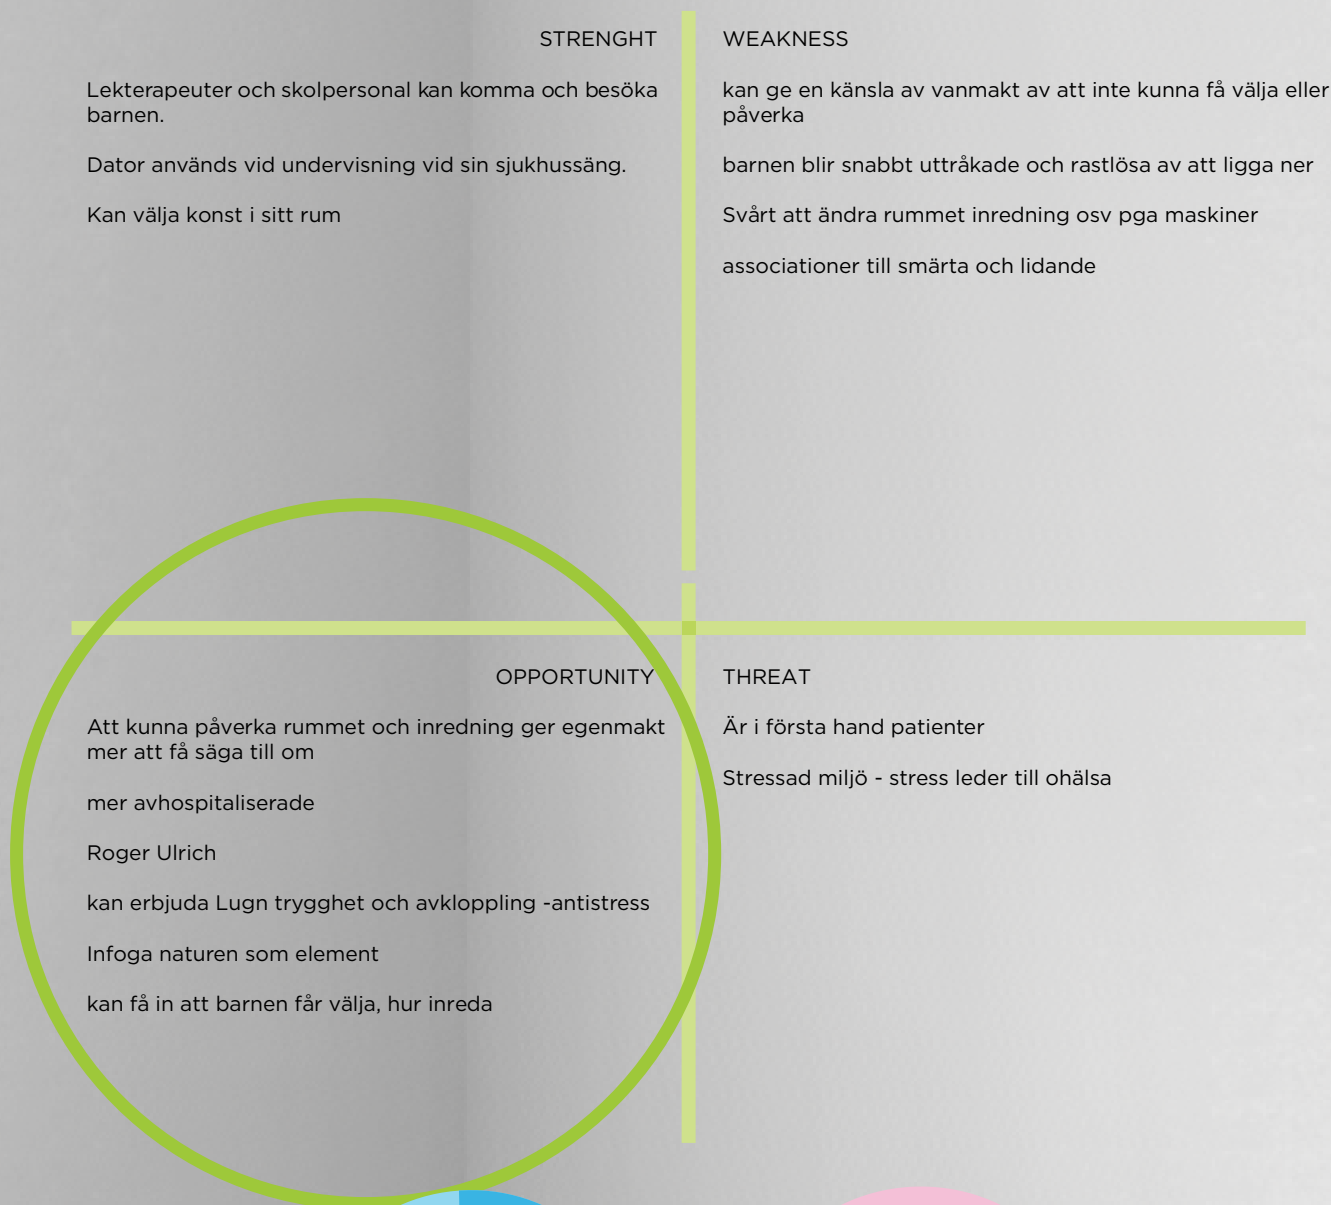 STRENGHT
Lekterapeuter och skolpersonal kan komma och besöka
barnen.
Dator används vid undervisning vid sin sjukhussäng.
Kan välja konst i sitt rum
WEAKNESS
kan ge en känsla av vanmakt av att inte kunna få välja eller
påverka
barnen blir snabbt uttråkade och rastlösa av att ligga ner
Svårt att ändra rummet inredning osv pga maskiner
associationer till smärta och lidande
OPPORTUNITY
Att kunna påverka rummet och inredning ger egenmakt
mer att få säga till om
mer avhospitaliserade
Roger Ulrich
kan erbjuda Lugn trygghet och avkloppling -antistress
Infoga naturen som element
kan få in att barnen får välja, hur inreda
THREAT
Är i första hand patienter
Stressad miljö - stress leder till ohälsa